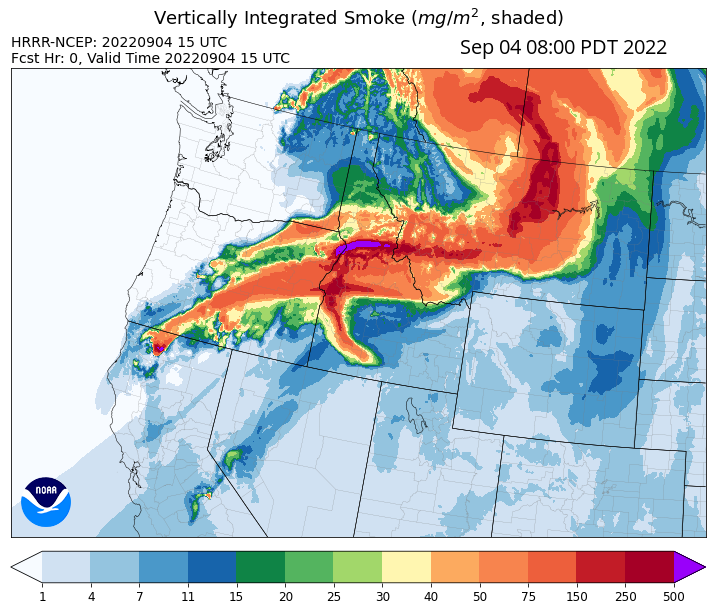 Vertically Integrated Smoke (mg/m², shaded)
HRRR-NCEP: 20220904 15 UTC
Fcst Hr: 0, Valid Time 20220904 15 UTC
Sep 04 08:00 PDT 2022
NOAA
1 4 7 11 15 20 25 30 40 50 75 150 250 500